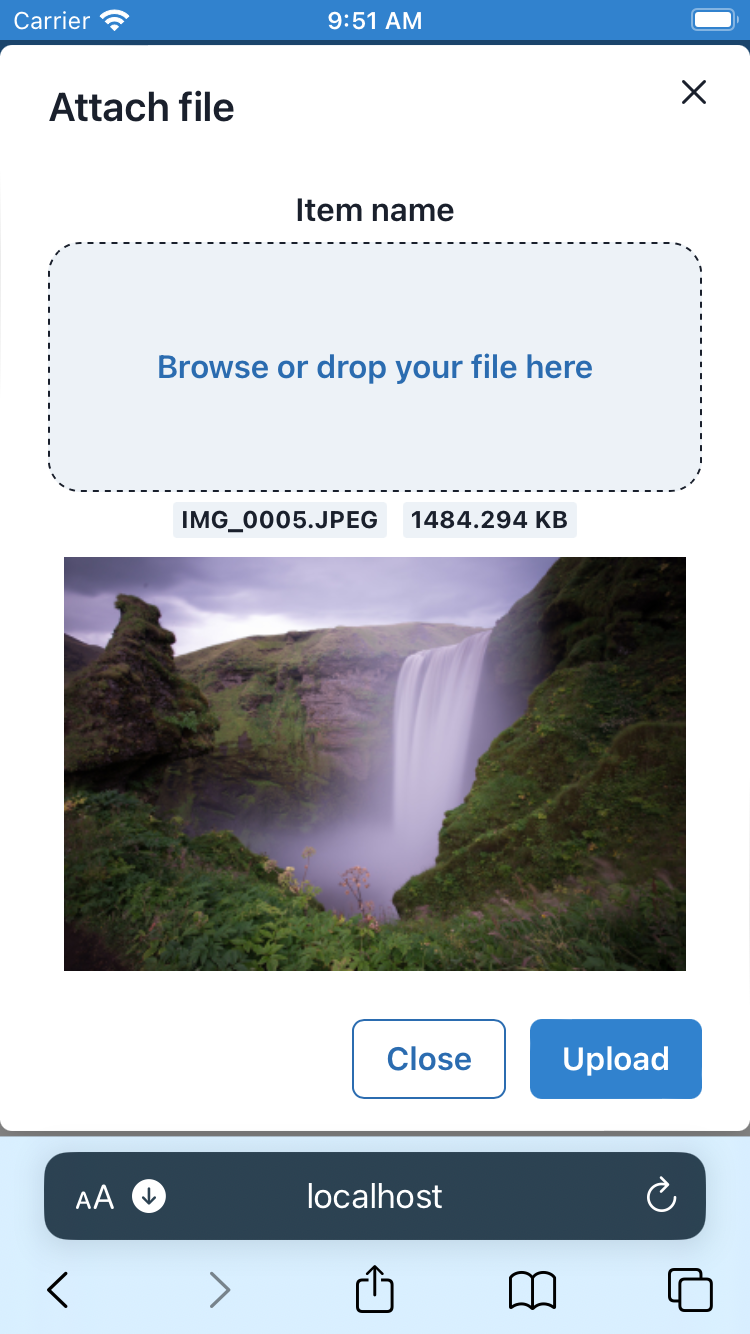 Carrier 9:51 AM
Attach file
Item name
Browse or drop your file here
IMG_0005.JPEG 1484.294 KB
Close Upload
AA localhost